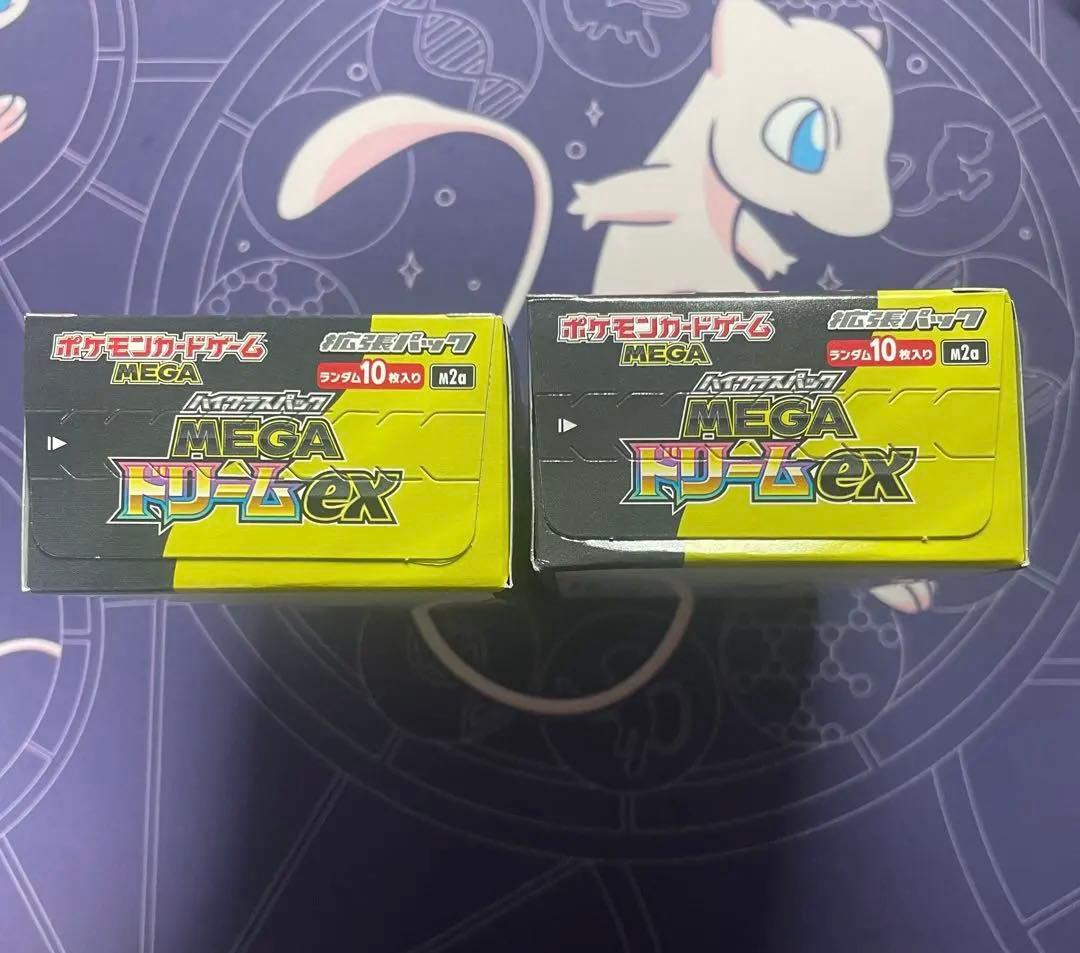 ポケモンカードゲーム
MEGA
拡張パック
ランダム10枚入り
M2a
ハイクラスパック
MEGA
ドリームex
ポケモンカードゲーム
MEGA
拡張パック
ランダム10枚入り
M2a
ハイクラスパック
MEGA
ドリームex